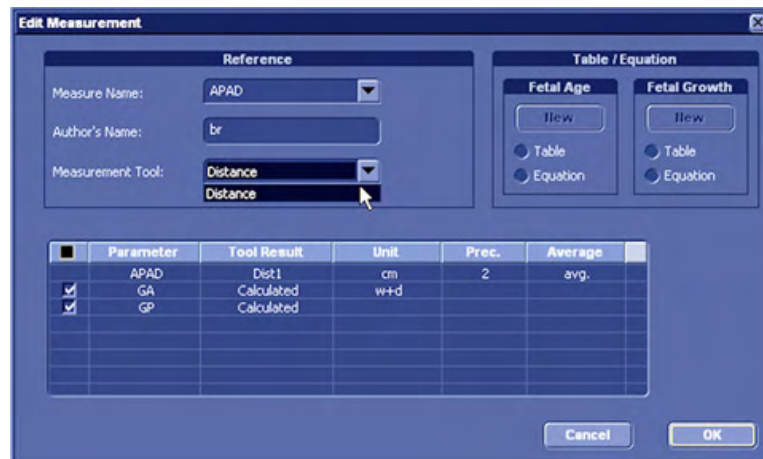 Edit Measurement
Reference
Measure Name: APAD
Author's Name: br
Measurement Tool: Distance
Distance
Table / Equation
Fetal Age
New
Table
Equation
Fetal Growth
New
Table
Equation
Parameter Tool Result Unit Prec. Average
APAD Dist1 cm 2 avg.
GA Calculated w+d
GP Calculated
Cancel OK